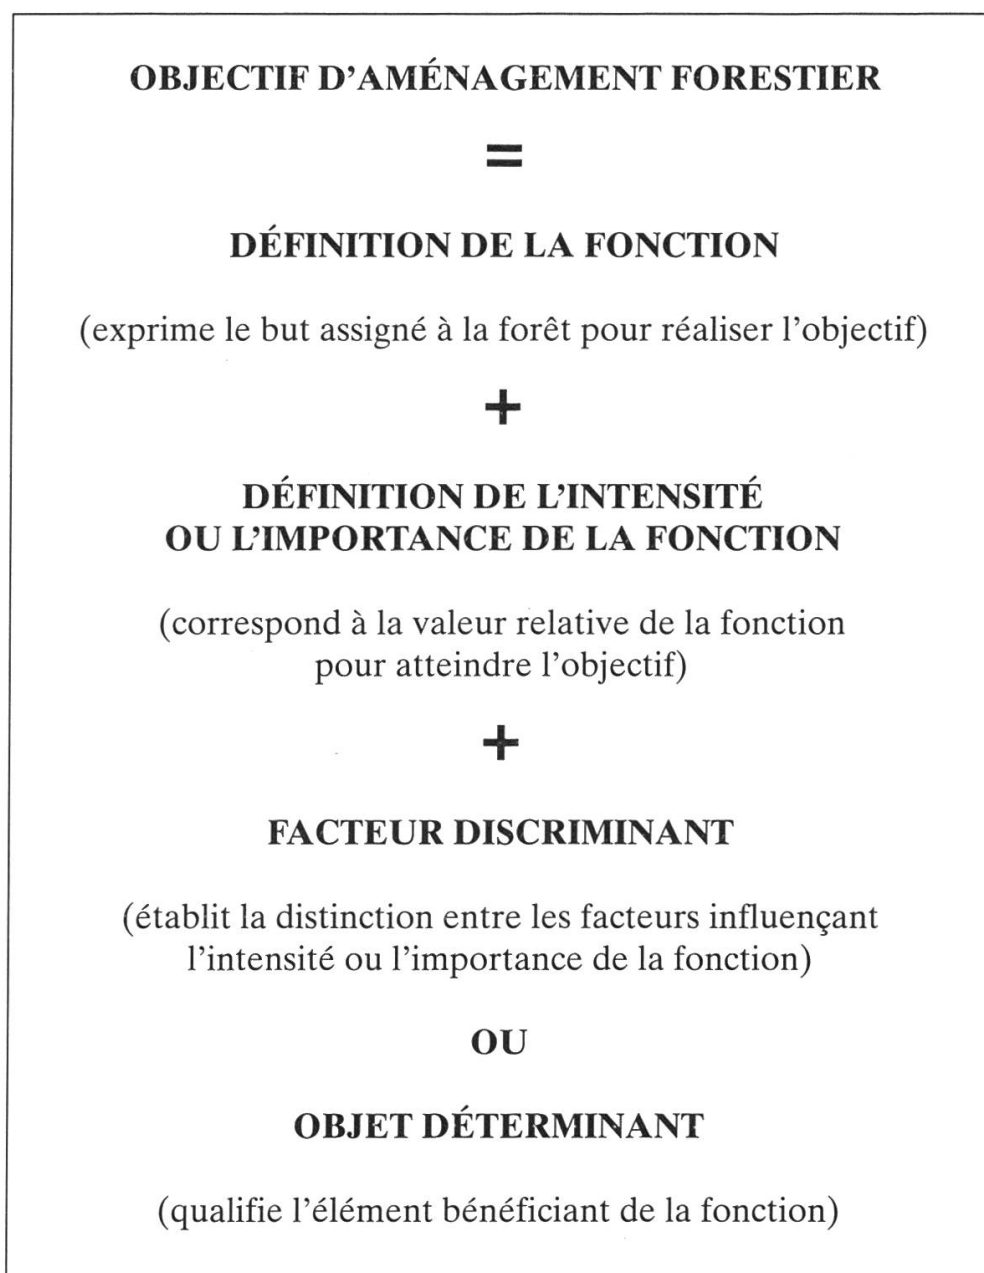 OBJECTIF D'AMÉNAGEMENT FORESTIER
=
DÉFINITION DE LA FONCTION
(exprime le but assigné à la forêt pour réaliser l'objectif)
+
DÉFINITION DE L'INTENSITÉ
OU L'IMPORTANCE DE LA FONCTION
(correspond à la valeur relative de la fonction
pour atteindre l'objectif)
+
FACTEUR DISCRIMINANT
(établit la distinction entre les facteurs influençant
l'intensité ou l'importance de la fonction)
OU
OBJET DÉTERMINANT
(qualifie l'élément bénéficiant de la fonction)